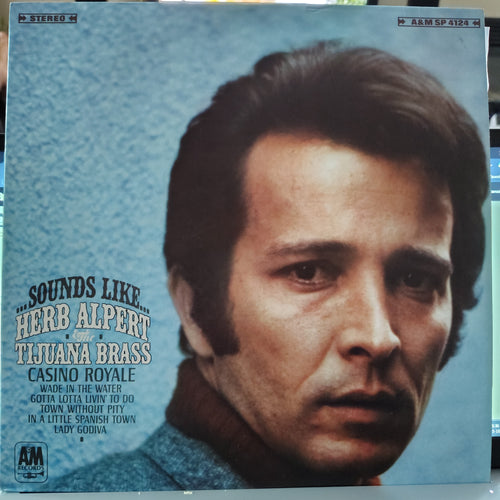 STEREO
A&M SP 4124
...SOUNDS LIKE...
HERB ALPERT
& The
TIJUANA BRASS
CASINO ROYALE
WADE IN THE WATER
GOTTA LOTTA LIVIN' TO DO
TOWN WITHOUT PITY
IN A LITTLE SPANISH TOWN
LADY GODIVA
A&M
RECORDS